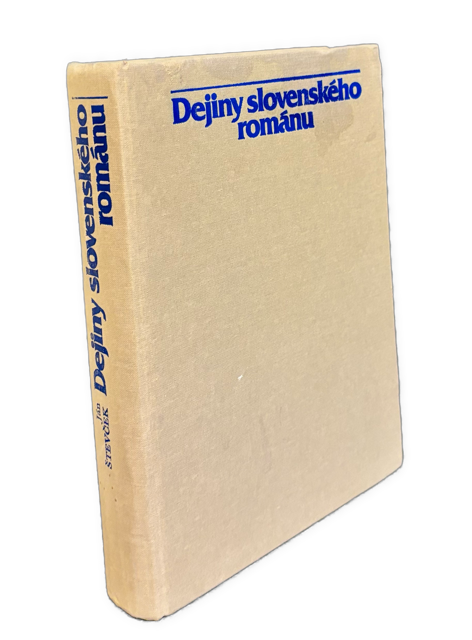 Dejiny slovenského
románu
Ján
ŠTEVČEK
Dejiny slovenského
románu